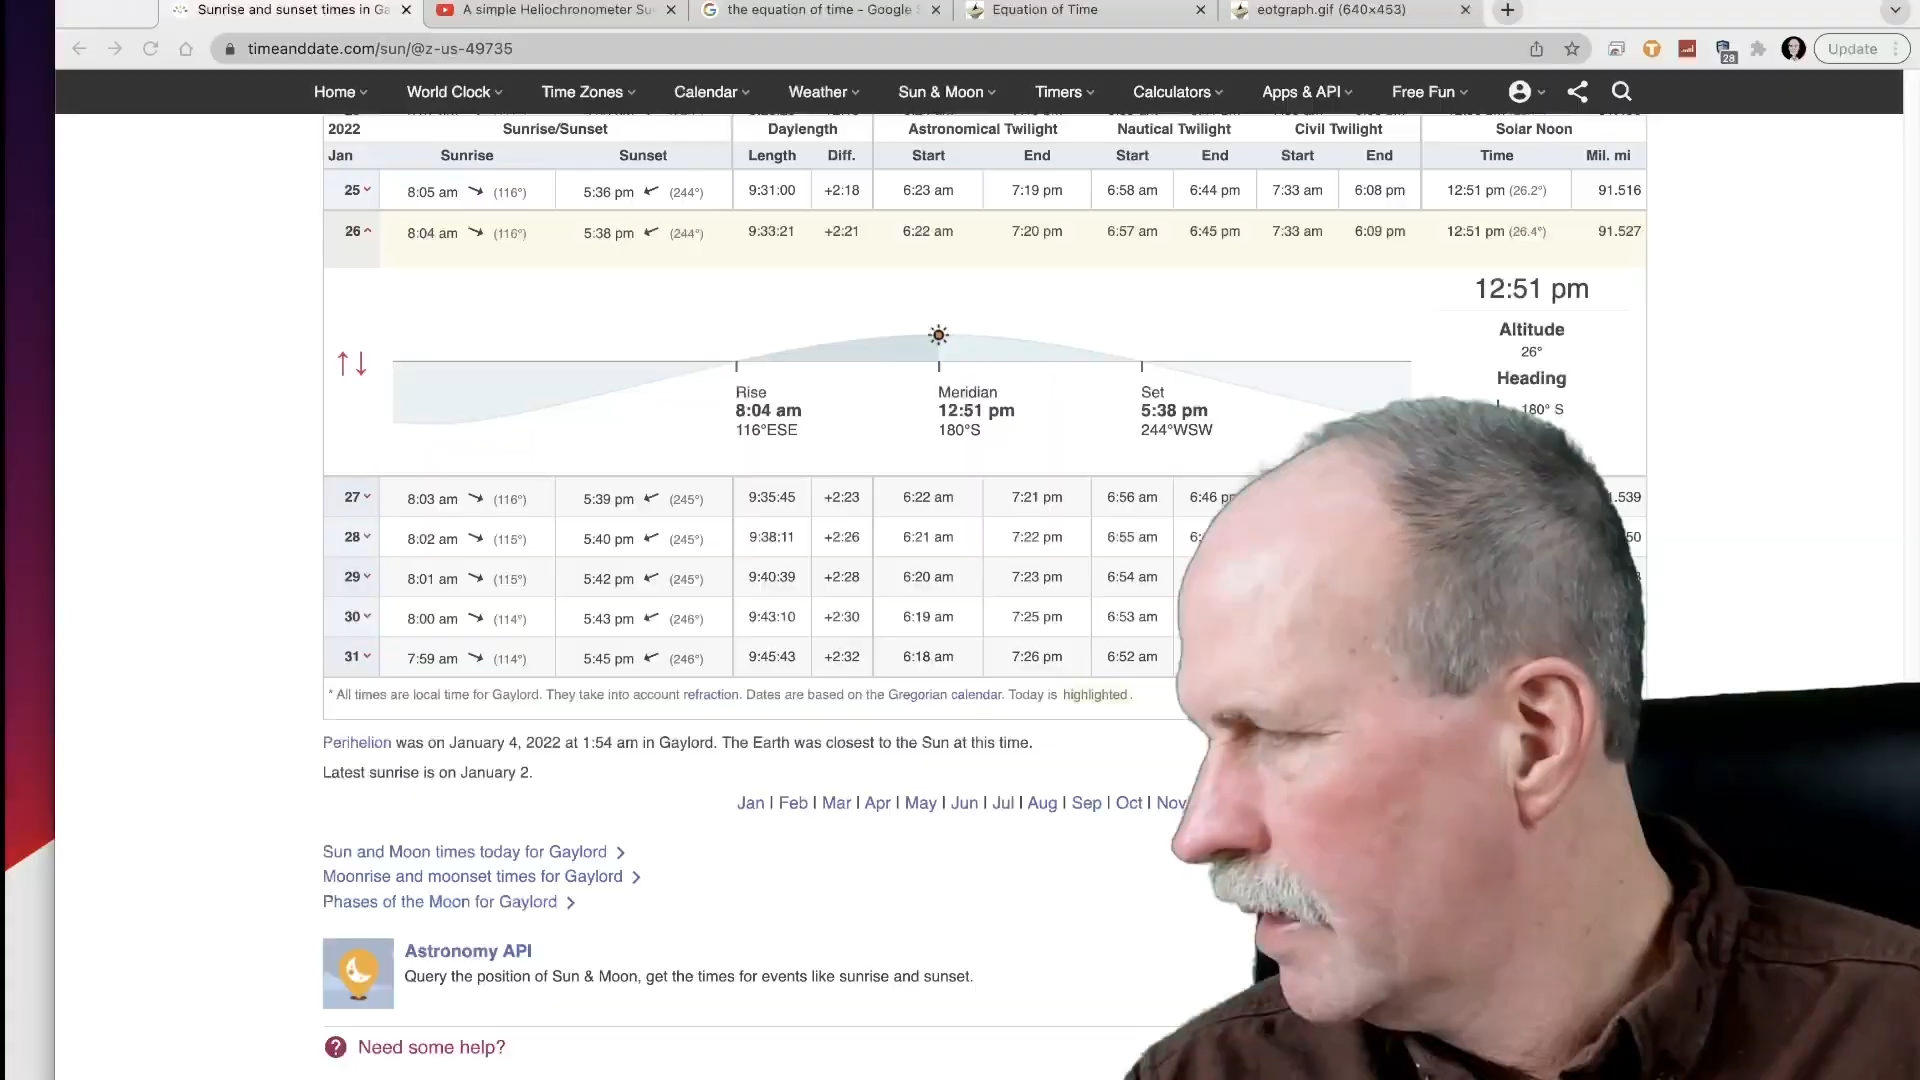 Sunrise and sunset times in Ga
A simple Heliochronometer Su
the equation of time - Google S
Equation of Time
eotgraph.gif (640×453)
timeanddate.com/sun/@z-us-49735
28
Update
Home World Clock Time Zones Calendar Weather Sun & Moon Timers Calculators Apps & API Free Fun
2022 Sunrise/Sunset Daylength Astronomical Twilight Nautical Twilight Civil Twilight Solar Noon
Jan Sunrise Sunset Length Diff. Start End Start End Start End Time Mil. mi
25 8:05 am (116°) 5:36 pm (244°) 9:31:00 +2:18 6:23 am 7:19 pm 6:58 am 6:44 pm 7:33 am 6:08 pm 12:51 pm (26.2°) 91.516
26 8:04 am (116°) 5:38 pm (244°) 9:33:21 +2:21 6:22 am 7:20 pm 6:57 am 6:45 pm 7:33 am 6:09 pm 12:51 pm (26.4°) 91.527
12:51 pm
Altitude
26°
Heading
180° S
Rise Meridian Set
8:04 am 12:51 pm 5:38 pm
116°ESE 180°S 244°WSW
27 8:03 am (116°) 5:39 pm (245°) 9:35:45 +2:23 6:22 am 7:21 pm 6:56 am 6:46 pm .539
28 8:02 am (115°) 5:40 pm (245°) 9:38:11 +2:26 6:21 am 7:22 pm 6:55 am 6: 50
29 8:01 am (115°) 5:42 pm (245°) 9:40:39 +2:28 6:20 am 7:23 pm 6:54 am
30 8:00 am (114°) 5:43 pm (246°) 9:43:10 +2:30 6:19 am 7:25 pm 6:53 am
31 7:59 am (114°) 5:45 pm (246°) 9:45:43 +2:32 6:18 am 7:26 pm 6:52 am
* All times are local time for Gaylord. They take into account refraction. Dates are based on the Gregorian calendar. Today is highlighted.
Perihelion was on January 4, 2022 at 1:54 am in Gaylord. The Earth was closest to the Sun at this time.
Latest sunrise is on January 2.
Jan | Feb | Mar | Apr | May | Jun | Jul | Aug | Sep | Oct | Nov
Sun and Moon times today for Gaylord
Moonrise and moonset times for Gaylord
Phases of the Moon for Gaylord
Astronomy API
Query the position of Sun & Moon, get the times for events like sunrise and sunset.
? Need some help?